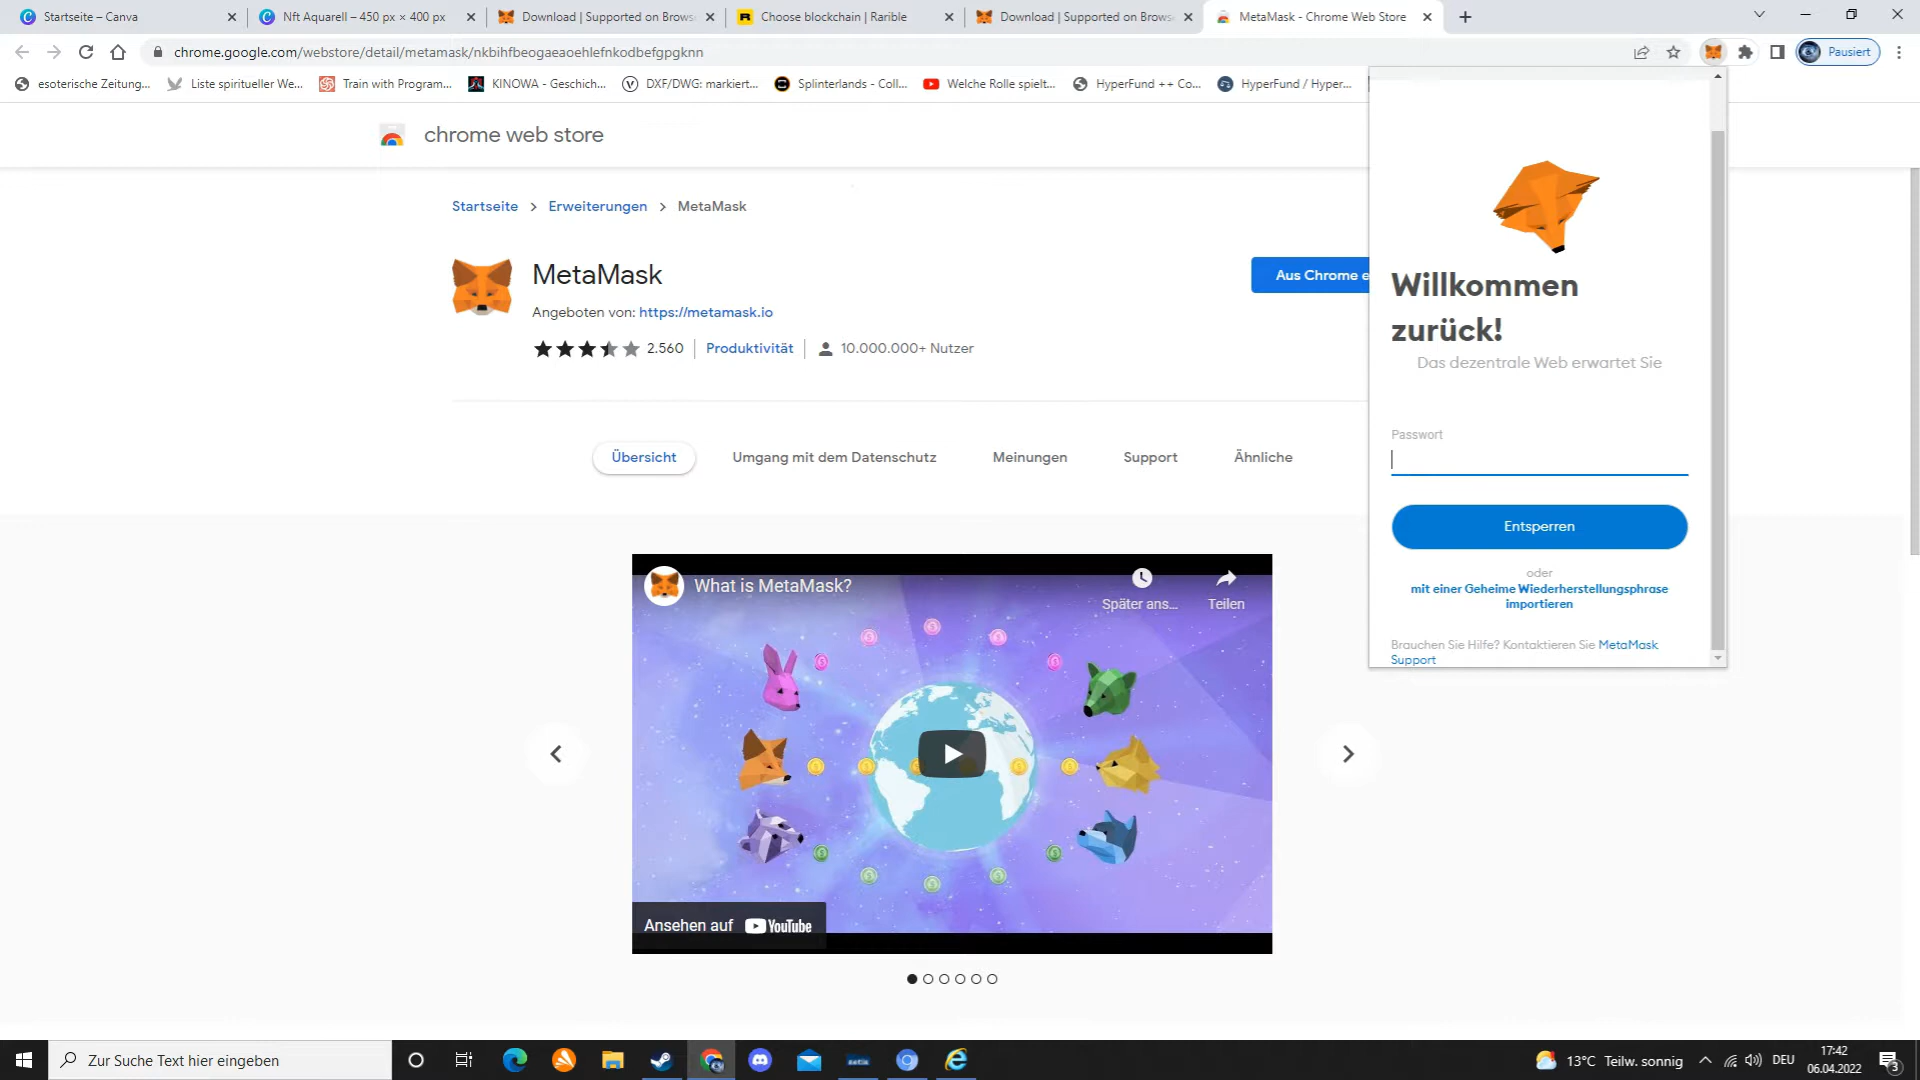 Startseite – Canva
Nft Aquarell – 450 px × 400 px
Download | Supported on Brows
Choose blockchain | Rarible
Download | Supported on Brows
MetaMask - Chrome Web Store
chrome.google.com/webstore/detail/metamask/nkbihfbeogaeaoehlefnkodbefgpgknn
Pausiert
esoterische Zeitung...
Liste spiritueller We...
Train with Program...
KINOWA - Geschich...
DXF/DWG: markiert...
Splinterlands - Coll...
Welche Rolle spielt...
HyperFund ++ Co...
HyperFund / Hyper...
chrome web store
Startseite > Erweiterungen > MetaMask
MetaMask
Angeboten von: https://metamask.io
2.560
Produktivität
10.000.000+ Nutzer
Aus Chrome e
Übersicht
Umgang mit dem Datenschutz
Meinungen
Support
Ähnliche
Willkommen
zurück!
Das dezentrale Web erwartet Sie
Passwort
Entsperren
oder
mit einer Geheime Wiederherstellungsphrase
importieren
Brauchen Sie Hilfe? Kontaktieren Sie MetaMask
Support
What is MetaMask?
Später ans...
Teilen
Ansehen auf YouTube
Zur Suche Text hier eingeben
13°C Teilw. sonnig
DEU
17:42
06.04.2022
3